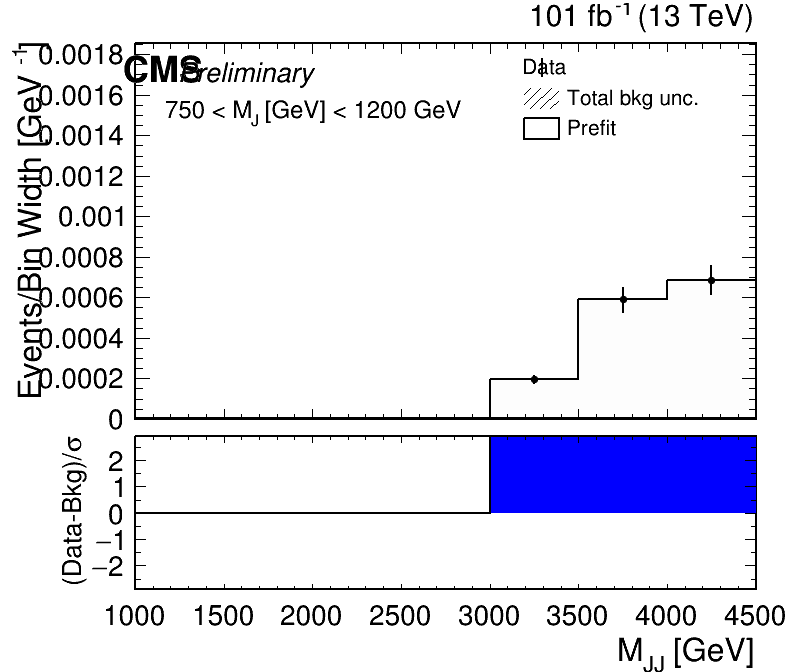 101 fb⁻¹ (13 TeV)
CMS Preliminary
750 < M_J [GeV] < 1200 GeV
Data
Total bkg unc.
Prefit
Events/Bin Width [GeV⁻¹]
0.0018
0.0016
0.0014
0.0012
0.001
0.0008
0.0006
0.0004
0.0002
0
(Data-Bkg)/σ
2
1
0
−1
−2
1000 1500 2000 2500 3000 3500 4000 4500
M_JJ [GeV]